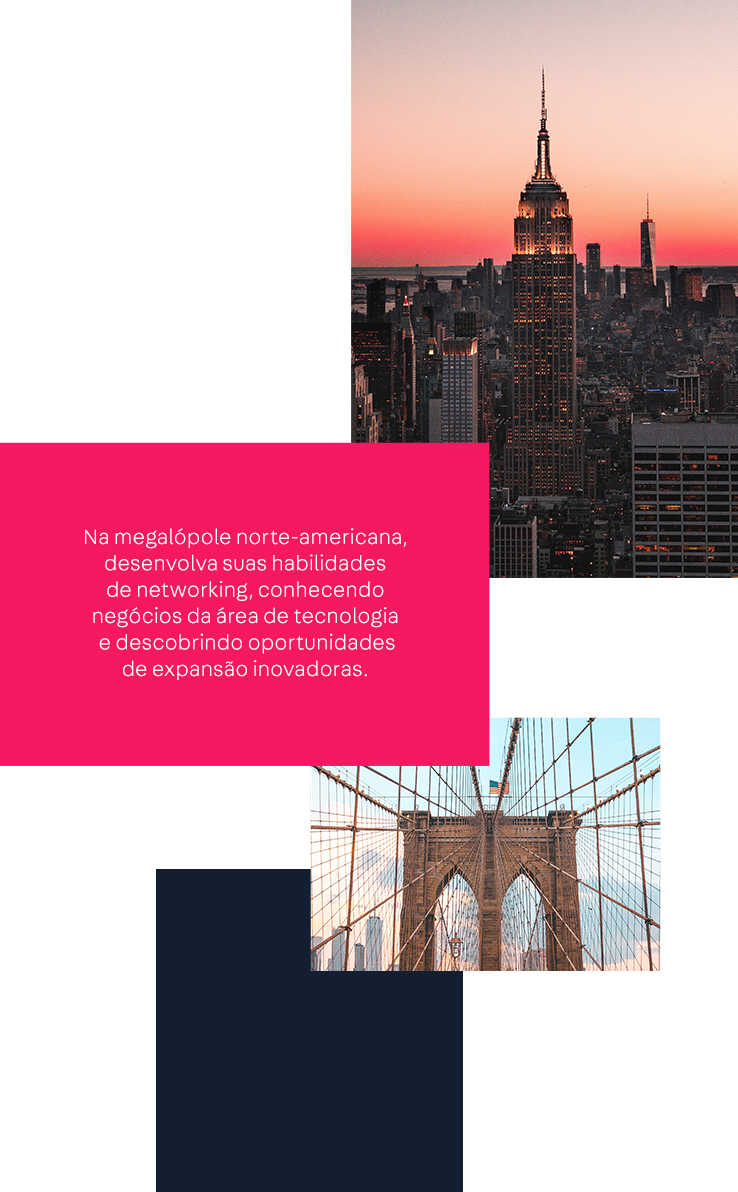 Na megalópole norte-americana,
desenvolva suas habilidades
de networking, conhecendo
negócios da área de tecnologia
e descobrindo oportunidades
de expansão inovadoras.